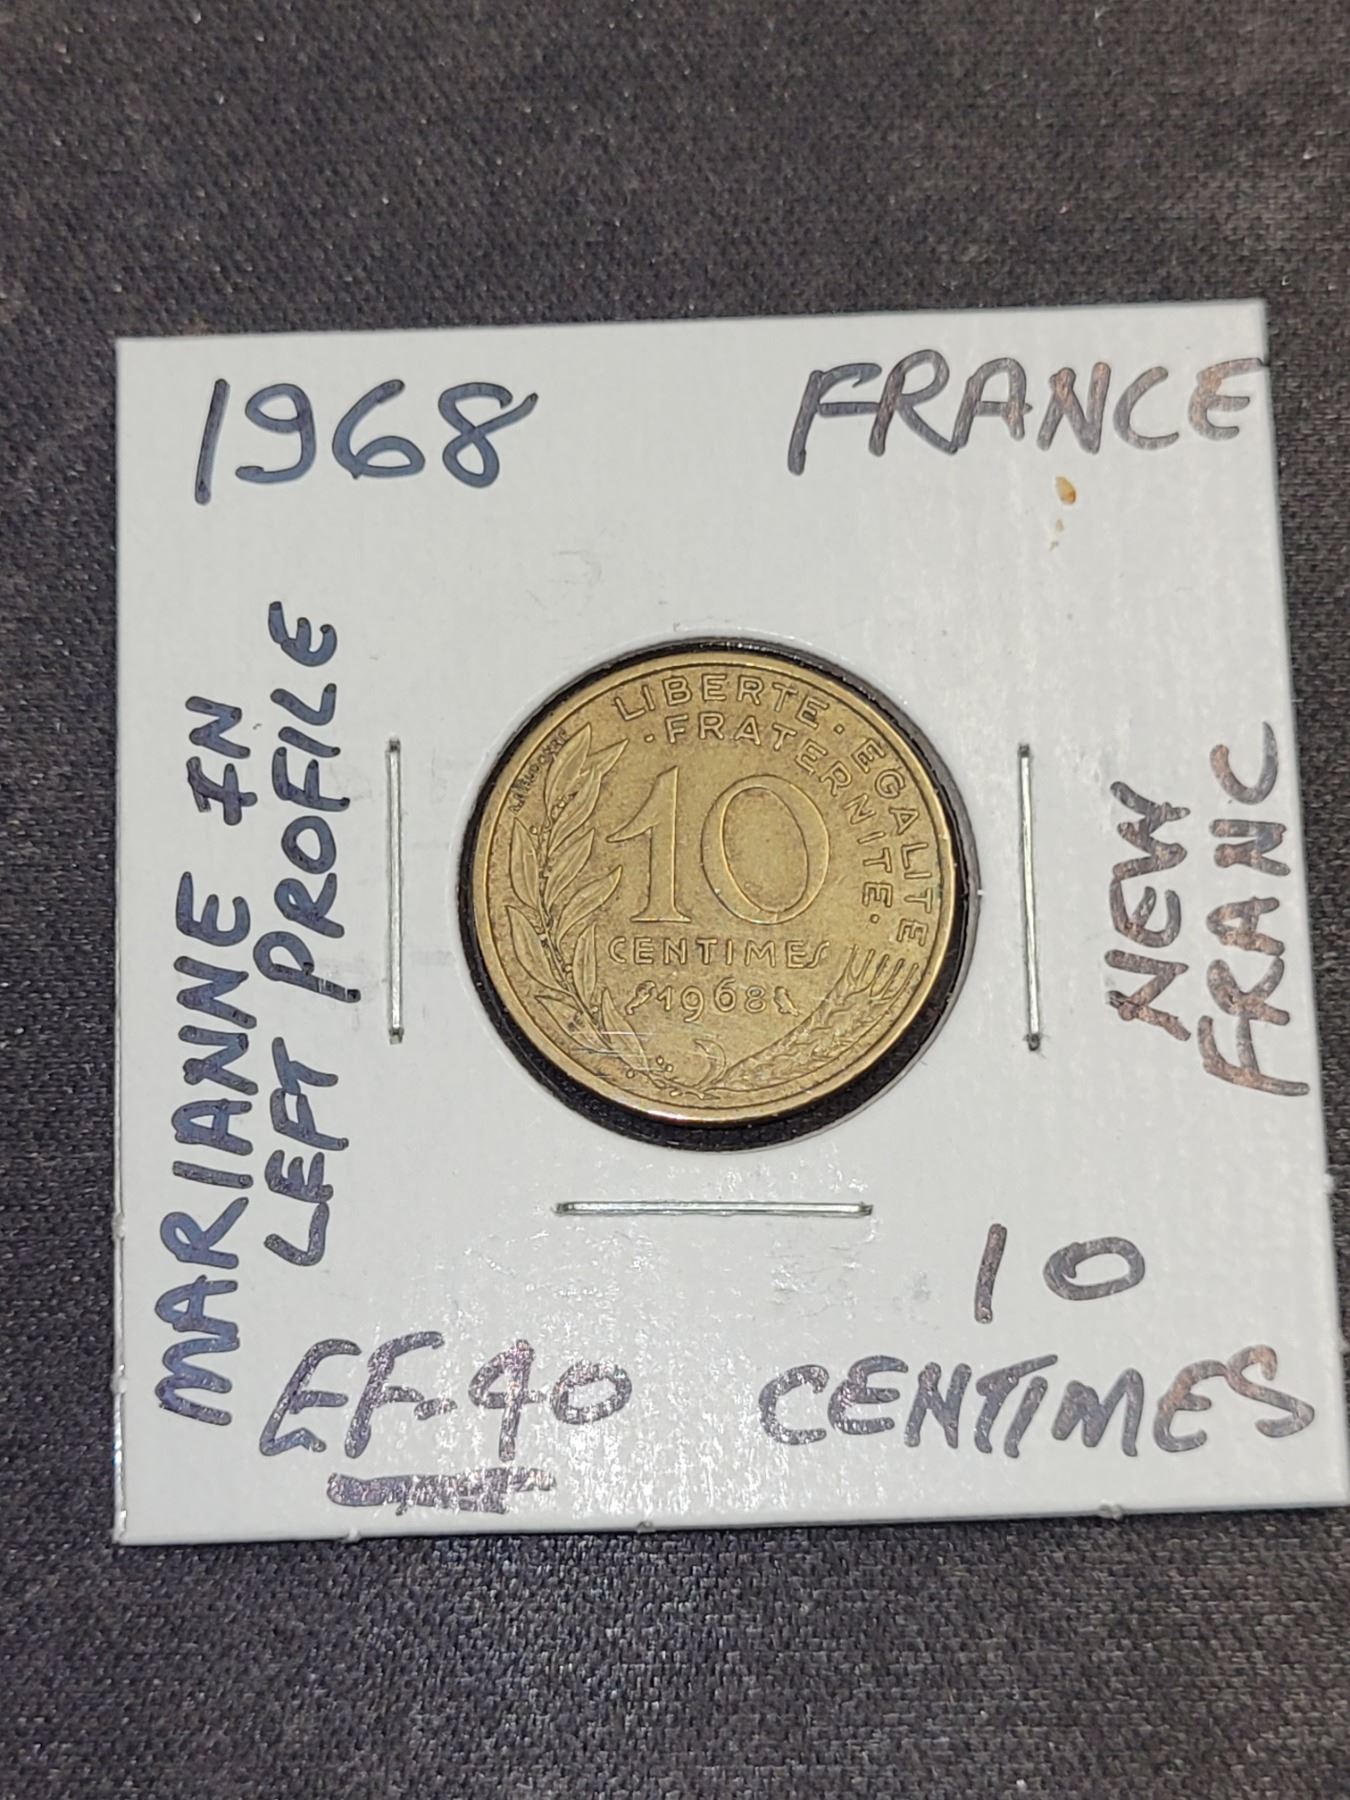 1968
FRANCE
MARIANNE IN
LEFT PROFILE
LIBERTE · EGALITE
· FRATERNITE ·
10
CENTIMES
1968
NEW
FRANC
EF-40
10
CENTIMES